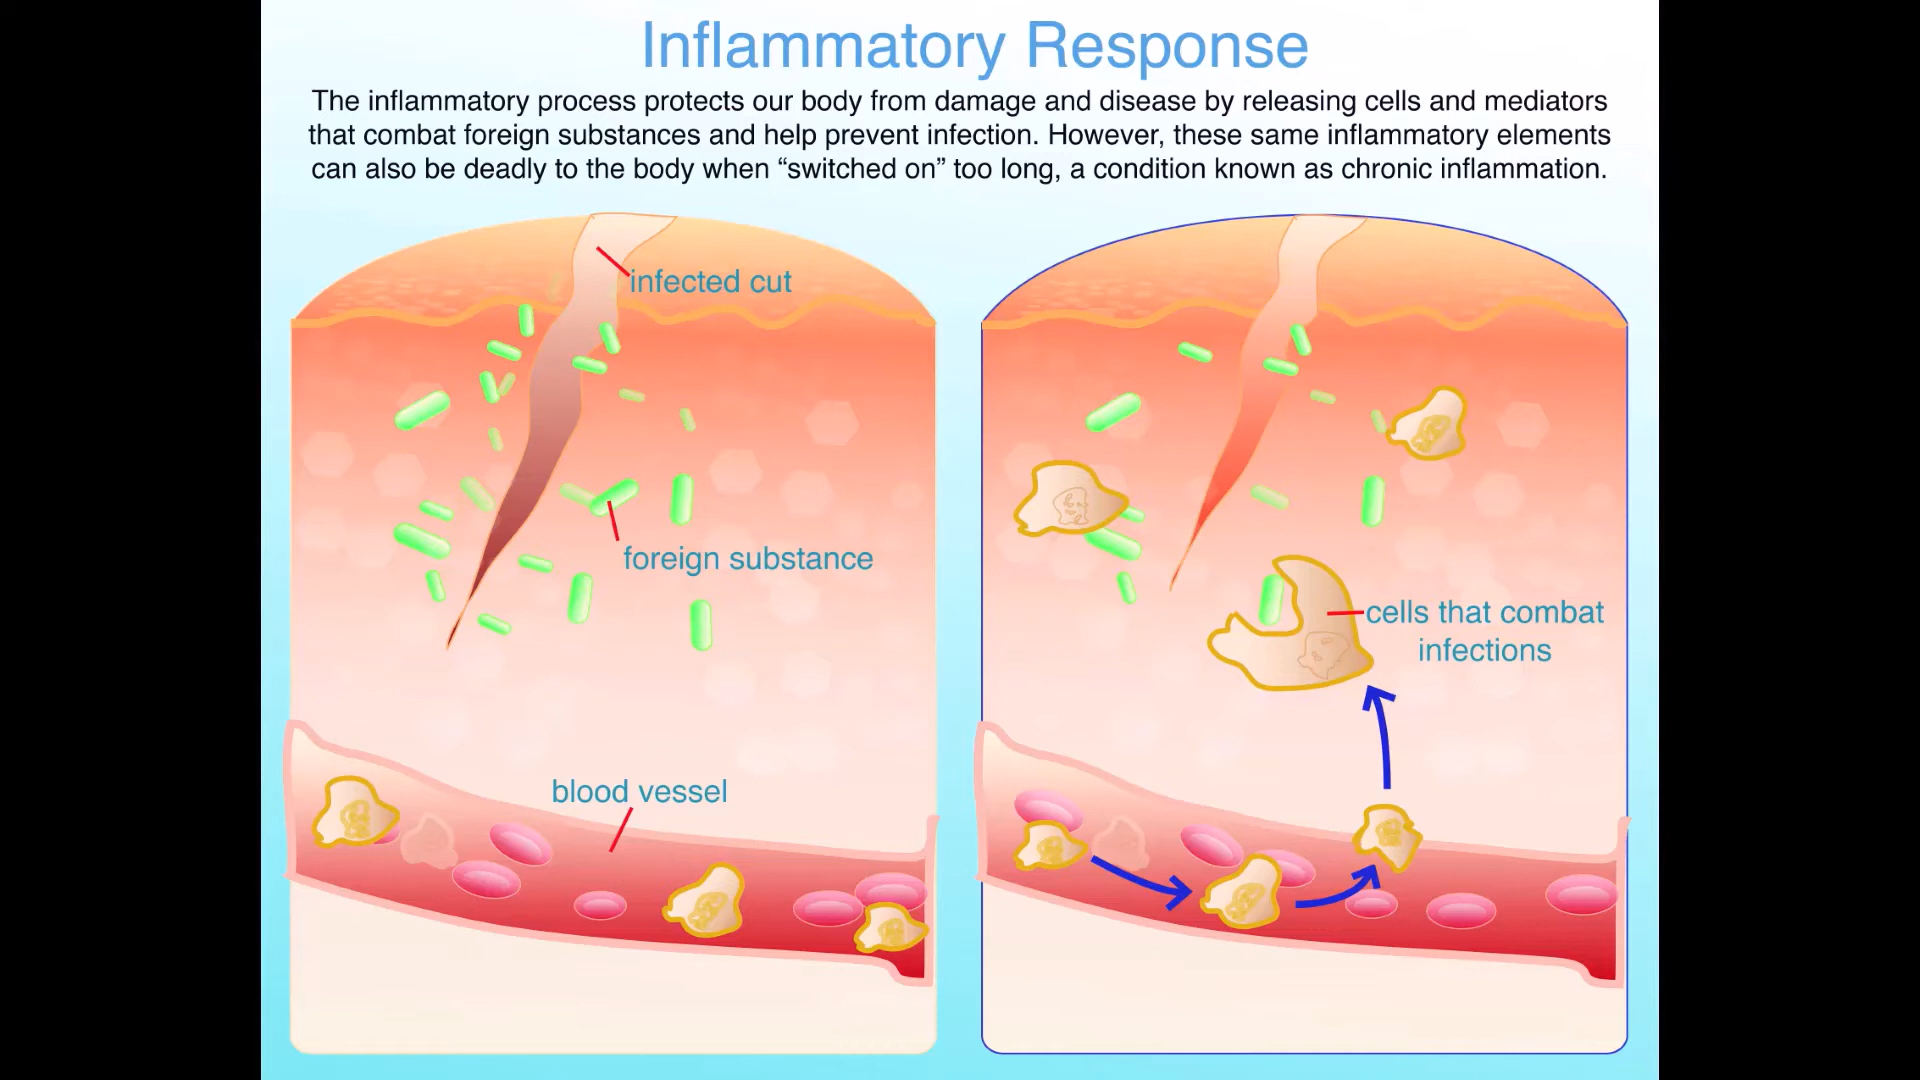 Inflammatory Response
The inflammatory process protects our body from damage and disease by releasing cells and mediators
that combat foreign substances and help prevent infection. However, these same inflammatory elements
can also be deadly to the body when “switched on” too long, a condition known as chronic inflammation.
infected cut
foreign substance
blood vessel
cells that combat
infections